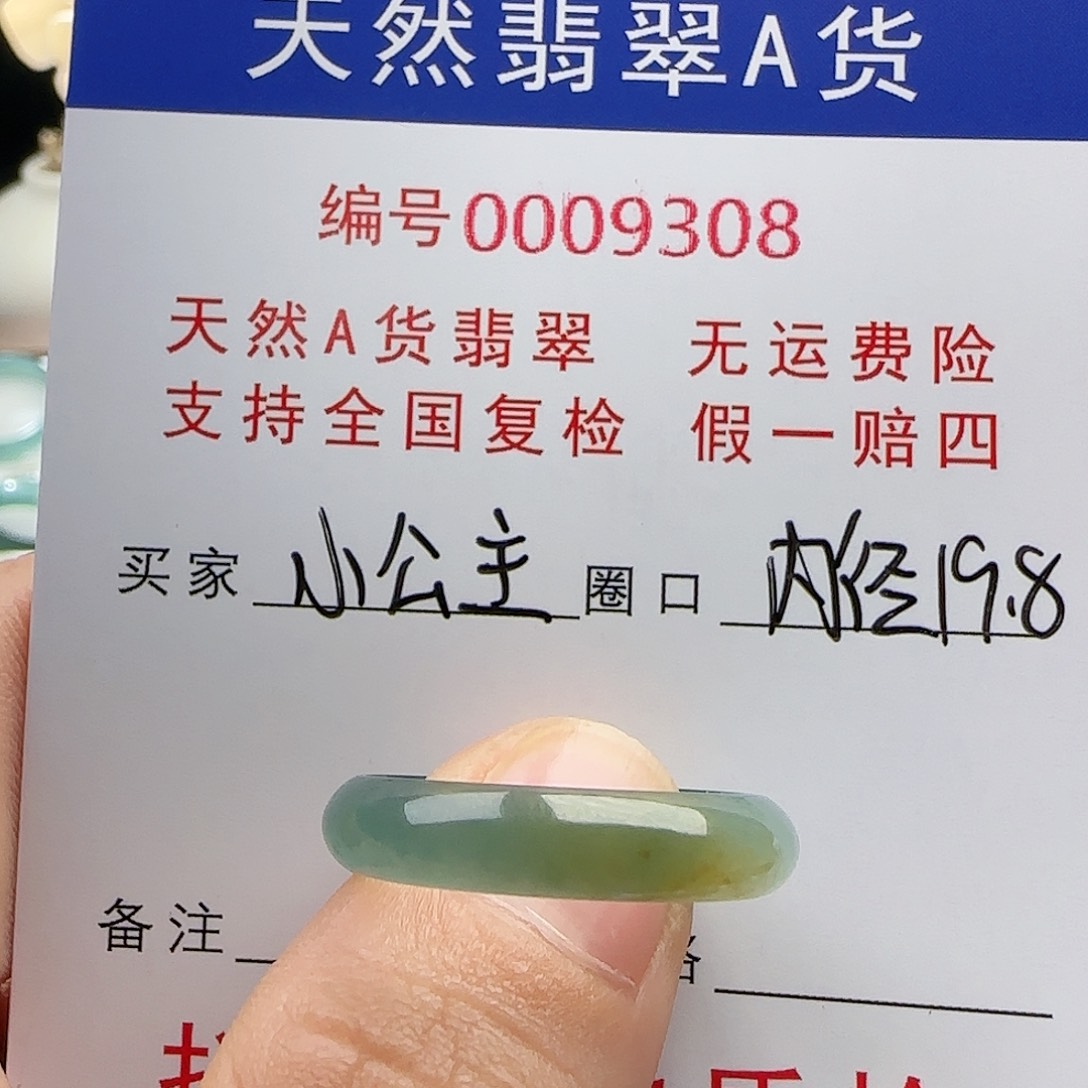 天然翡翠A货
编号0009308
天然A货翡翠 无运费险
支持全国复检 假一赔四
买家 小公主 圈口 内径19.8
备注